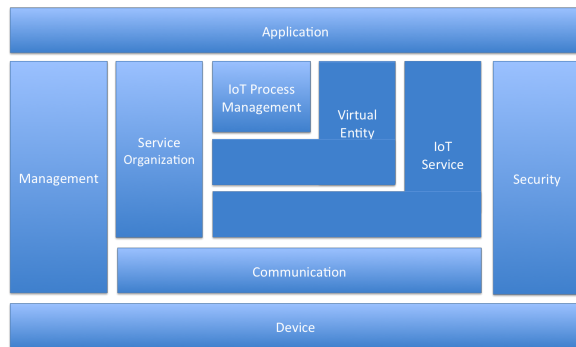 Application
IoT Process
Management
Virtual
Entity
Service
Organization
IoT
Service
Management
Security
Communication
Device